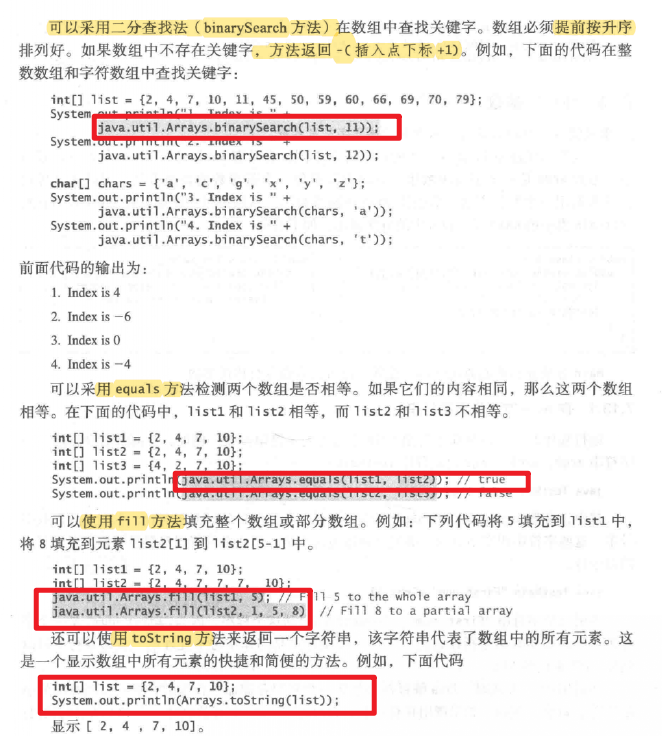 可以采用二分查找法（binarySearch 方法）在数组中查找关键字。数组必须提前按升序
排列好。如果数组中不存在关键字，方法返回 -(插入点下标 +1)。例如，下面的代码在整
数数组和字符数组中查找关键字：
int[] list = {2, 4, 7, 10, 11, 45, 50, 59, 60, 66, 69, 70, 79};
System.out.println("1. Index is " +
java.util.Arrays.binarySearch(list, 11));
System.out.println("2. Index is " +
java.util.Arrays.binarySearch(list, 12));
char[] chars = {'a', 'c', 'g', 'x', 'y', 'z'};
System.out.println("3. Index is " +
java.util.Arrays.binarySearch(chars, 'a'));
System.out.println("4. Index is " +
java.util.Arrays.binarySearch(chars, 't'));
前面代码的输出为：
1. Index is 4
2. Index is −6
3. Index is 0
4. Index is −4
可以采用 equals 方法检测两个数组是否相等。如果它们的内容相同，那么这两个数组
相等。在下面的代码中，list1 和 list2 相等，而 list2 和 list3 不相等。
int[] list1 = {2, 4, 7, 10};
int[] list2 = {2, 4, 7, 10};
int[] list3 = {4, 2, 7, 10};
System.out.println(java.util.Arrays.equals(list1, list2)); // true
System.out.println(java.util.Arrays.equals(list2, list3)); // false
可以使用 fill 方法填充整个数组或部分数组。例如：下列代码将 5 填充到 list1 中，
将 8 填充到元素 list2[1] 到 list2[5-1] 中。
int[] list1 = {2, 4, 7, 10};
int[] list2 = {2, 4, 7, 7, 7, 10};
java.util.Arrays.fill(list1, 5); // Fill 5 to the whole array
java.util.Arrays.fill(list2, 1, 5, 8) // Fill 8 to a partial array
还可以使用 toString 方法来返回一个字符串，该字符串代表了数组中的所有元素。这
是一个显示数组中所有元素的快捷和简便的方法。例如，下面代码
int[] list = {2, 4, 7, 10};
System.out.println(Arrays.toString(list));
显示 [ 2, 4 , 7, 10]。